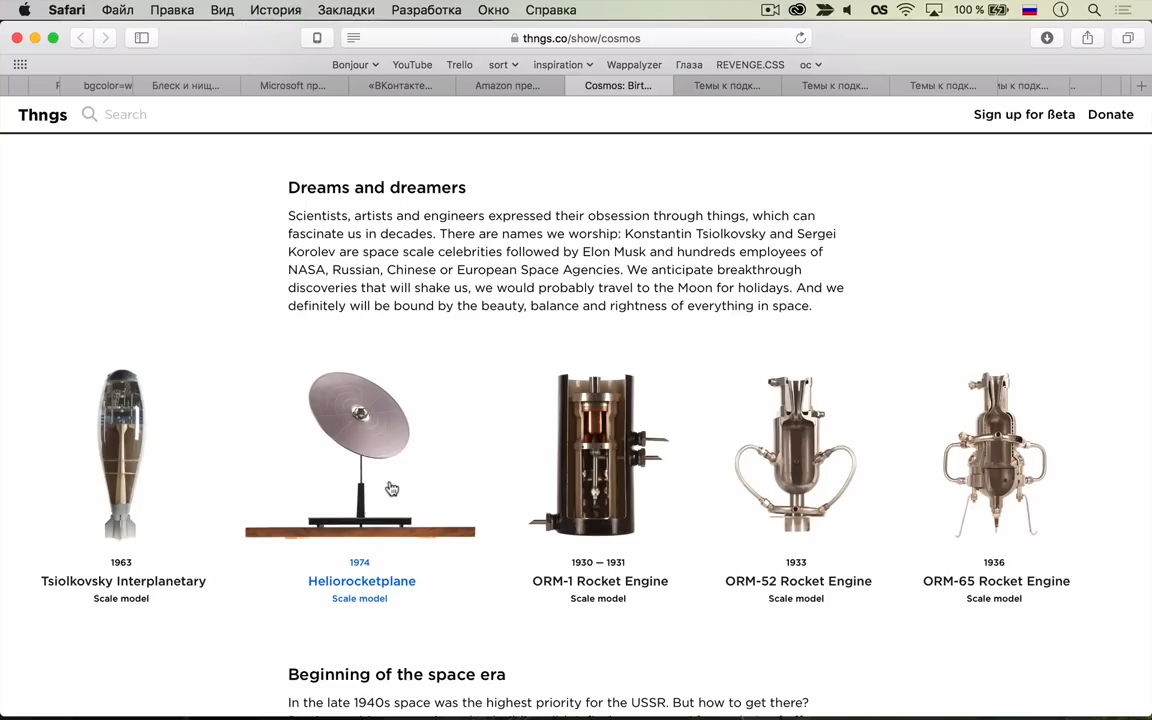 Safari Файл Правка Вид История Закладки Разработка Окно Справка 100 %
thngs.co/show/cosmos
Bonjour YouTube Trello sort inspiration Wappalyzer Глаза REVENGE.CSS ос
bgcolor=w Блеск и нищ... Microsoft пр... «ВКонтакте... Amazon пре... Cosmos: Birt... Темы к подк... Темы к подк... Темы к подк... мы к подк...
Thngs Search Sign up for ßeta Donate
Dreams and dreamers
Scientists, artists and engineers expressed their obsession through things, which can
fascinate us in decades. There are names we worship: Konstantin Tsiolkovsky and Sergei
Korolev are space scale celebrities followed by Elon Musk and hundreds employees of
NASA, Russian, Chinese or European Space Agencies. We anticipate breakthrough
discoveries that will shake us, we would probably travel to the Moon for holidays. And we
definitely will be bound by the beauty, balance and rightness of everything in space.
1963 1974 1930 — 1931 1933 1936
Tsiolkovsky Interplanetary Heliorocketplane ORM-1 Rocket Engine ORM-52 Rocket Engine ORM-65 Rocket Engine
Scale model Scale model Scale model Scale model Scale model
Beginning of the space era
In the late 1940s space was the highest priority for the USSR. But how to get there?